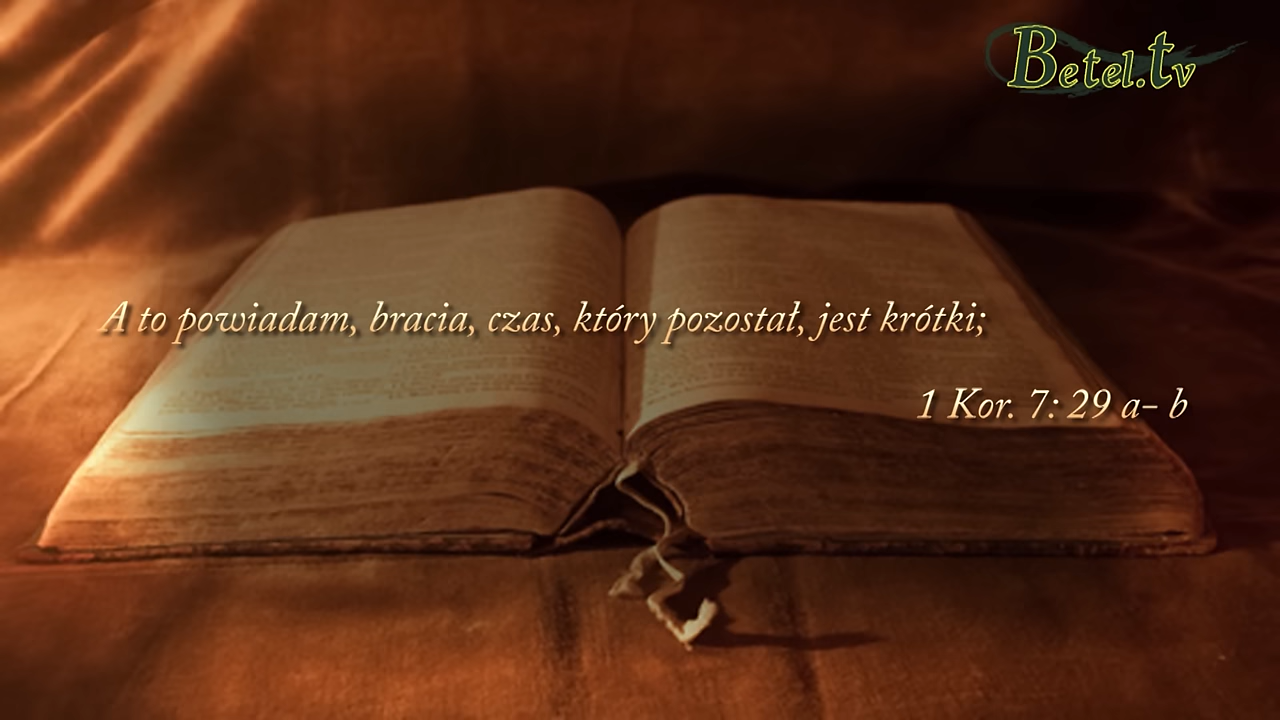 Betel.tv
A to powiadam, bracia, czas, który pozostał, jest krótki;
1 Kor. 7: 29 a- b